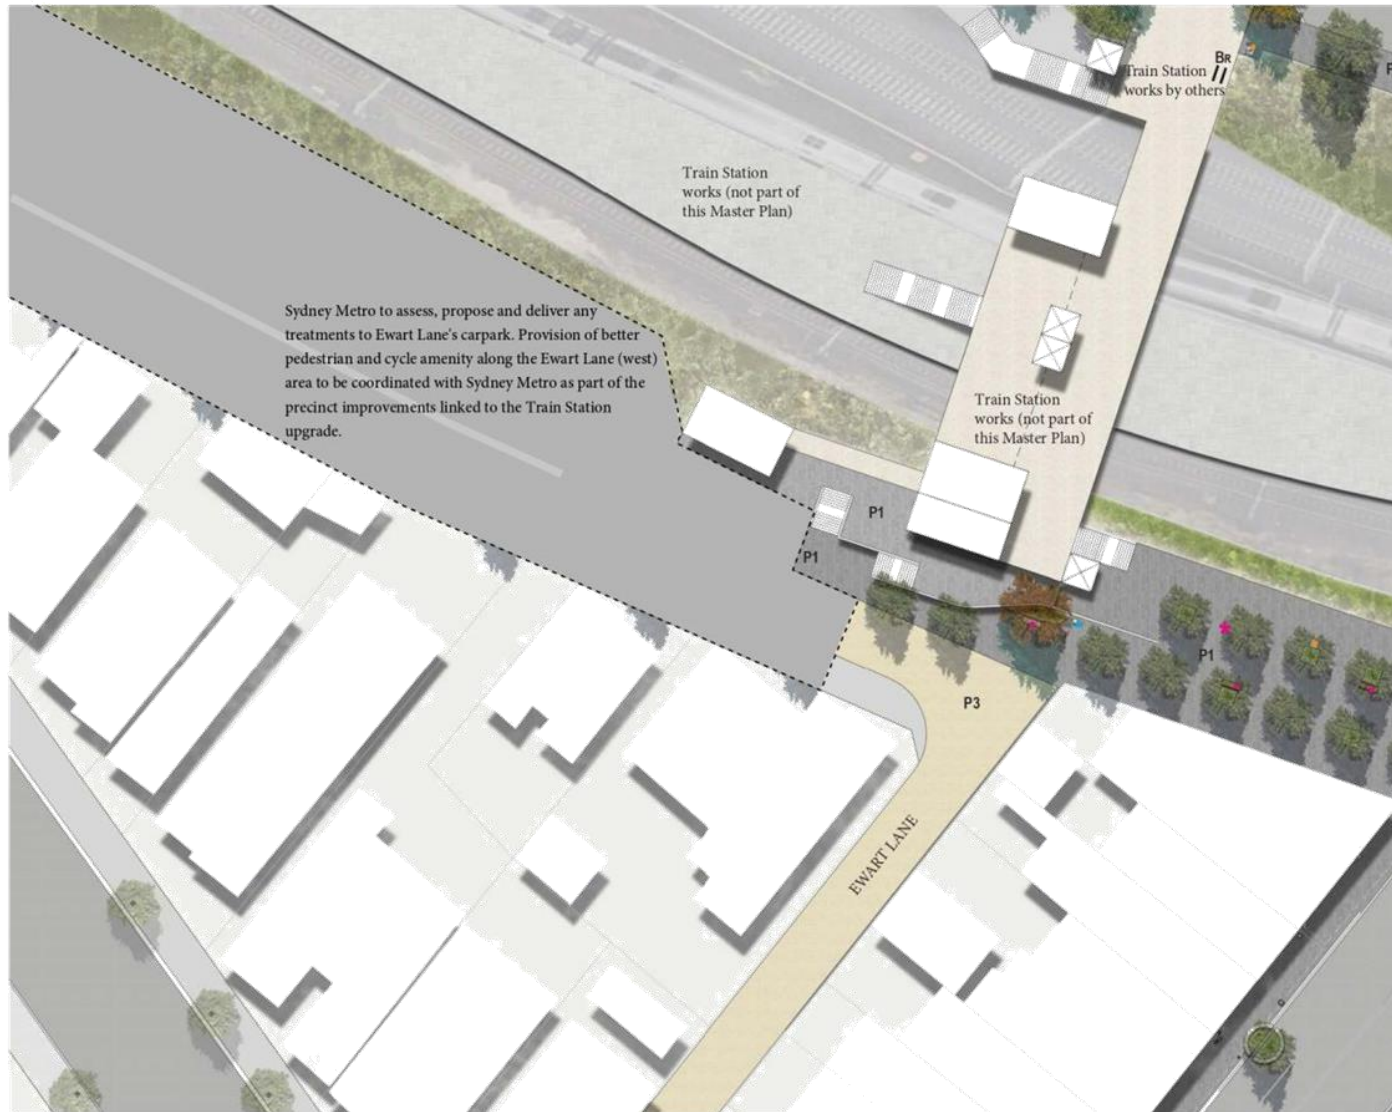 BR
Train Station
works by others
P
Train Station
works (not part of
this Master Plan)
Sydney Metro to assess, propose and deliver any
treatments to Ewart Lane's carpark. Provision of better
pedestrian and cycle amenity along the Ewart Lane (west)
area to be coordinated with Sydney Metro as part of the
precinct improvements linked to the Train Station
upgrade.
Train Station
works (not part of
this Master Plan)
P1
P1
P1
P3
EWART LANE